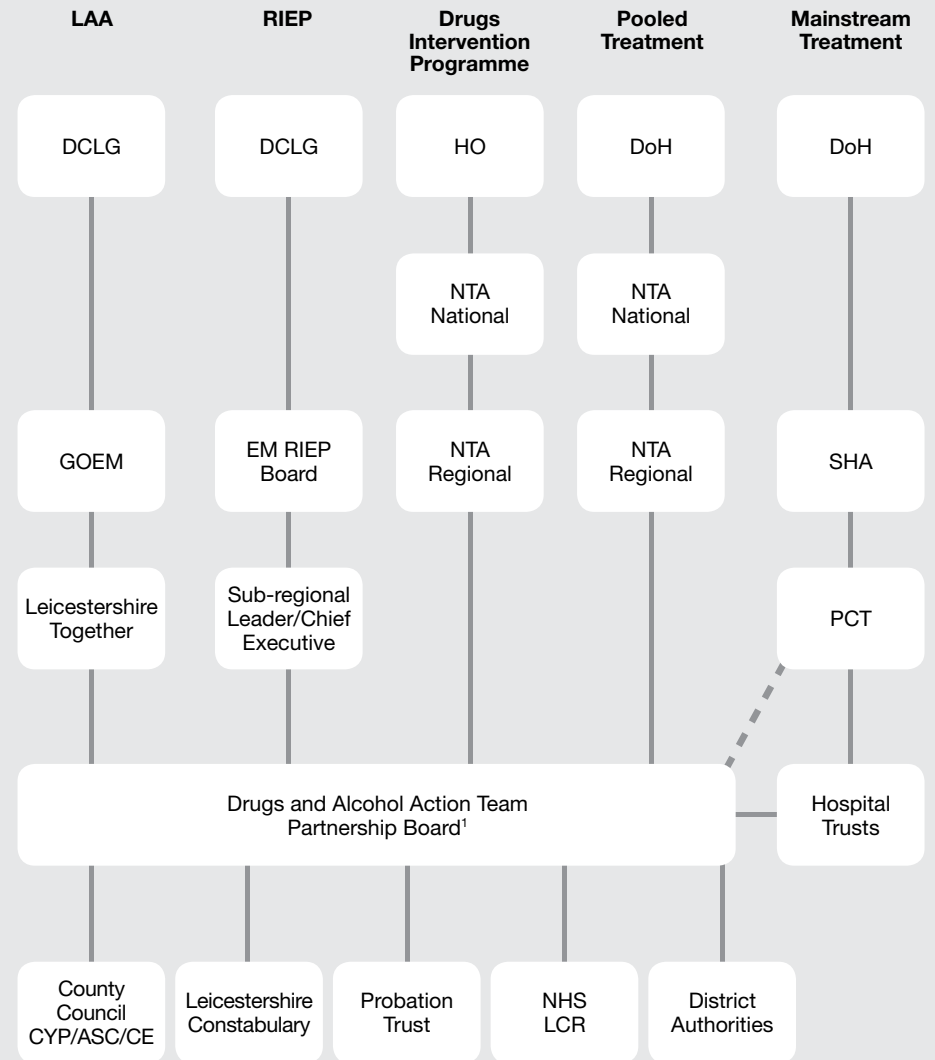 LAA
RIEP
Drugs
Intervention
Programme
Pooled
Treatment
Mainstream
Treatment
DCLG
DCLG
HO
DoH
DoH
NTA
National
NTA
National
GOEM
EM RIEP
Board
NTA
Regional
NTA
Regional
SHA
Leicestershire
Together
Sub-regional
Leader/Chief
Executive
PCT
Drugs and Alcohol Action Team
Partnership Board¹
Hospital
Trusts
County
Council
CYP/ASC/CE
Leicestershire
Constabulary
Probation
Trust
NHS
LCR
District
Authorities